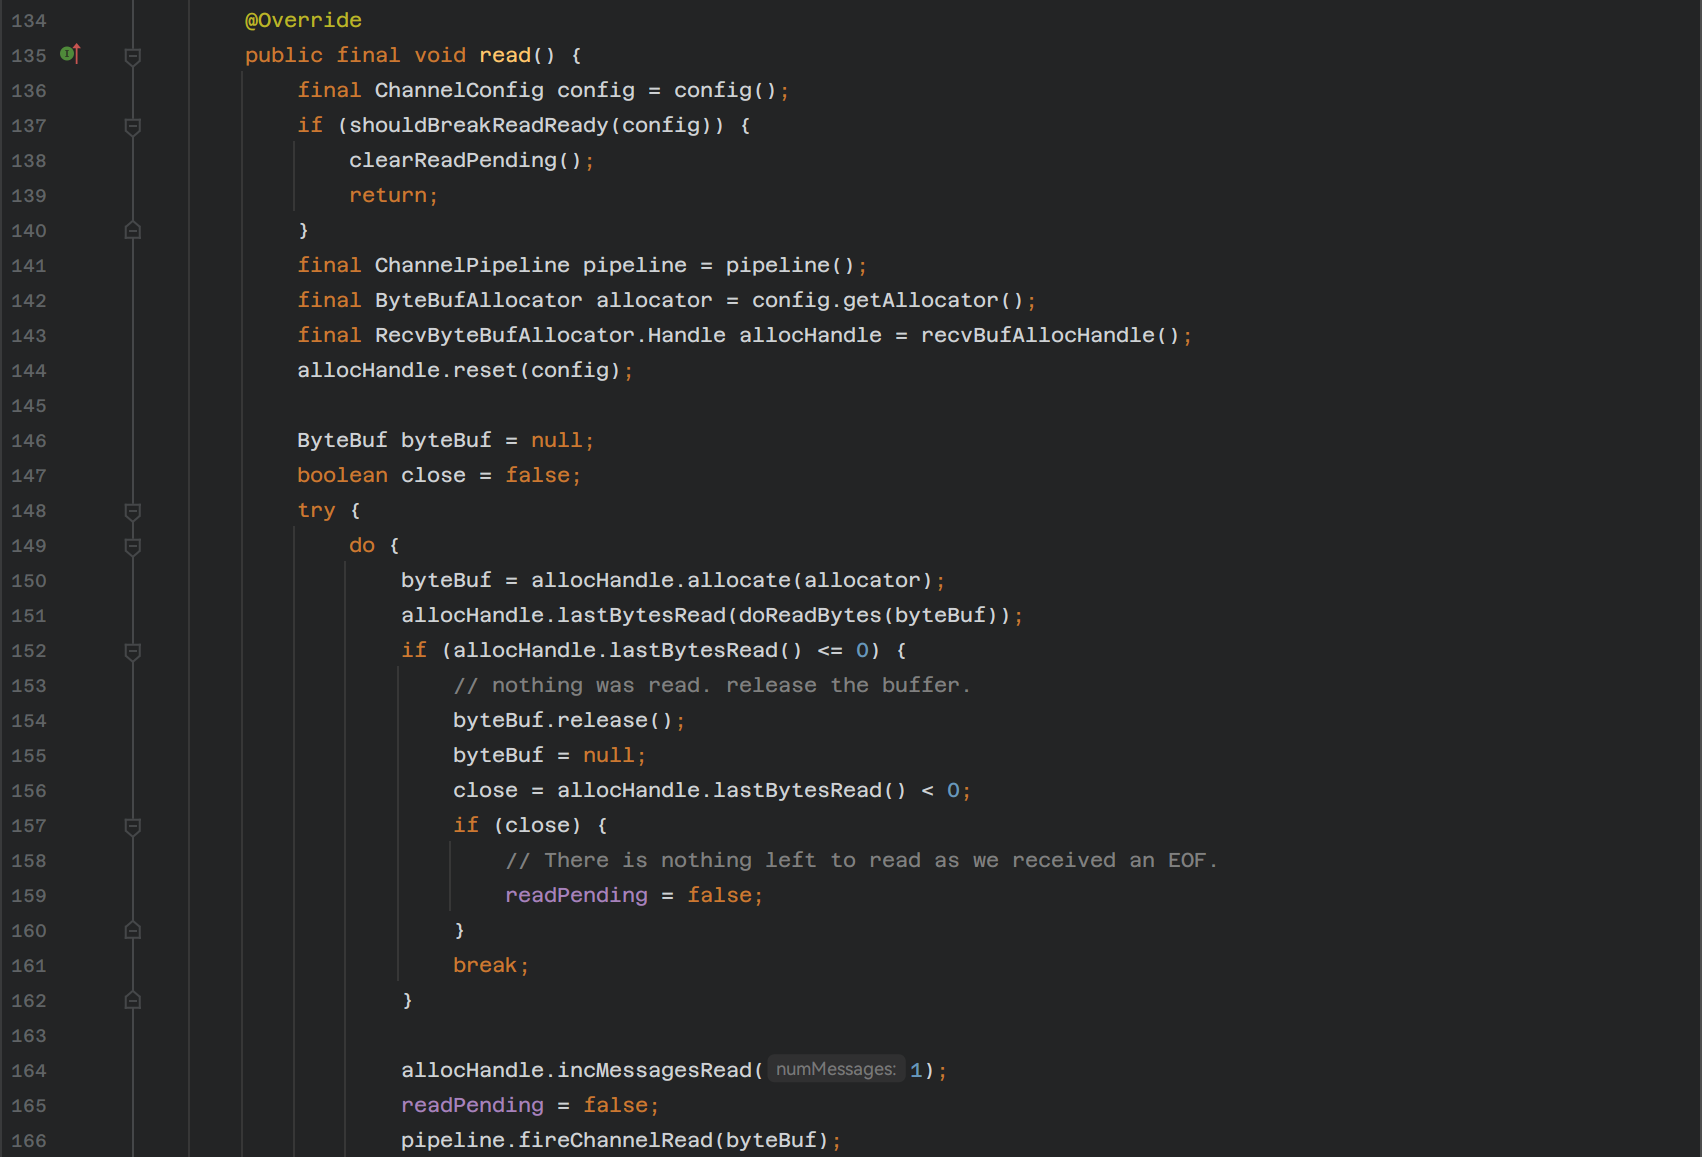 134 @Override
135 public final void read() {
136 final ChannelConfig config = config();
137 if (shouldBreakReadReady(config)) {
138 clearReadPending();
139 return;
140 }
141 final ChannelPipeline pipeline = pipeline();
142 final ByteBufAllocator allocator = config.getAllocator();
143 final RecvByteBufAllocator.Handle allocHandle = recvBufAllocHandle();
144 allocHandle.reset(config);
145
146 ByteBuf byteBuf = null;
147 boolean close = false;
148 try {
149 do {
150 byteBuf = allocHandle.allocate(allocator);
151 allocHandle.lastBytesRead(doReadBytes(byteBuf));
152 if (allocHandle.lastBytesRead() <= 0) {
153 // nothing was read. release the buffer.
154 byteBuf.release();
155 byteBuf = null;
156 close = allocHandle.lastBytesRead() < 0;
157 if (close) {
158 // There is nothing left to read as we received an EOF.
159 readPending = false;
160 }
161 break;
162 }
163
164 allocHandle.incMessagesRead( numMessages: 1);
165 readPending = false;
166 pipeline.fireChannelRead(byteBuf);